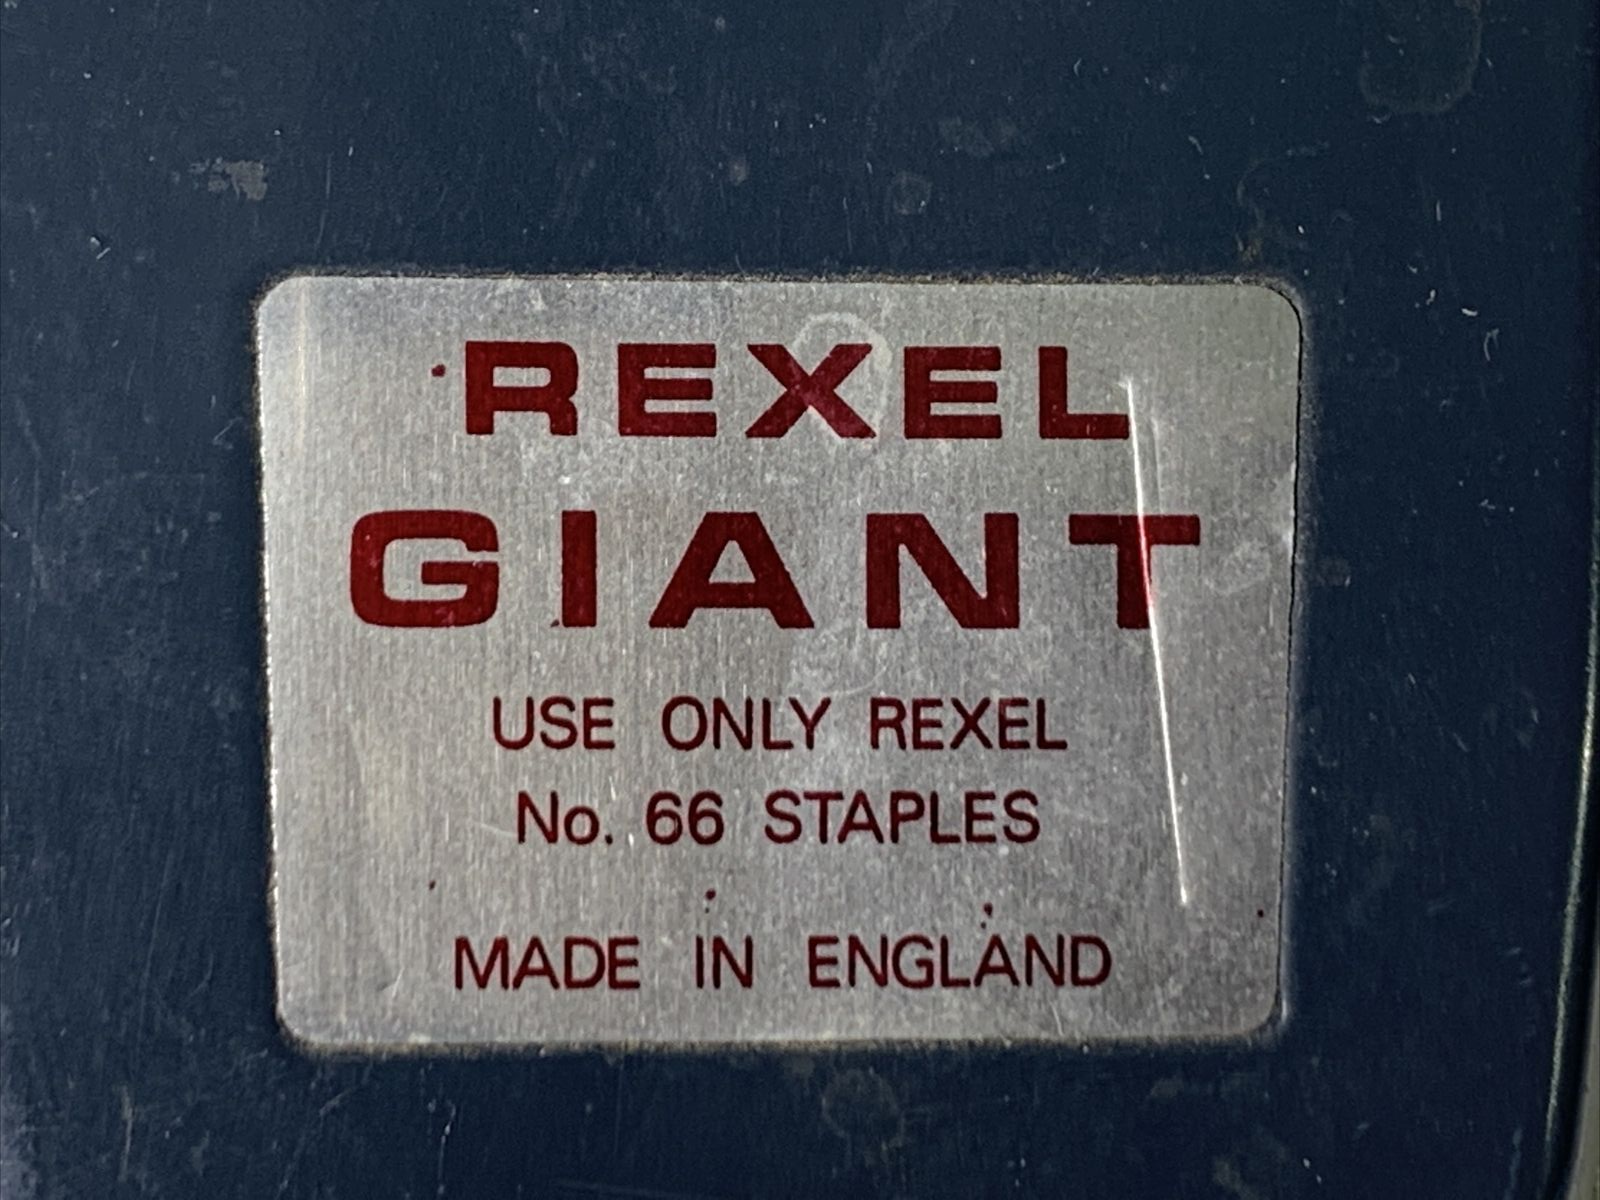 REXEL
GIANT
USE ONLY REXEL
No. 66 STAPLES
MADE IN ENGLAND